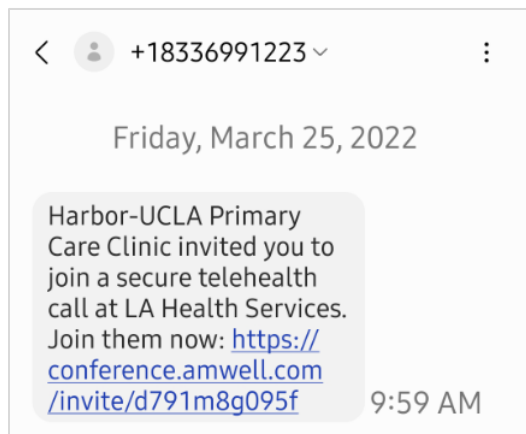 +18336991223
Friday, March 25, 2022
Harbor-UCLA Primary
Care Clinic invited you to
join a secure telehealth
call at LA Health Services.
Join them now: https://
conference.amwell.com
/invite/d791m8g095f
9:59 AM